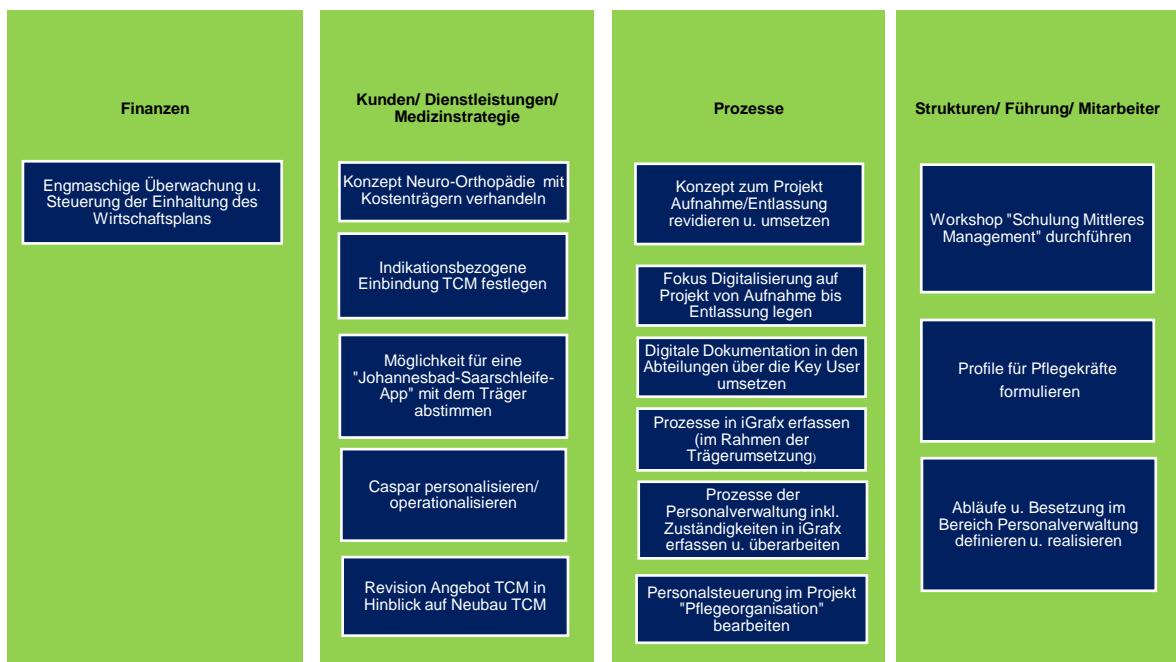 Finanzen
Engmaschige Überwachung u.
Steuerung der Einhaltung des
Wirtschaftsplans
Kunden/ Dienstleistungen/
Medizinstrategie
Konzept Neuro-Orthopädie mit
Kostenträgern verhandeln
Indikationsbezogene
Einbindung TCM festlegen
Möglichkeit für eine
"Johannesbad-Saarschleife-
App" mit dem Träger
abstimmen
Caspar personalisieren/
operationalisieren
Revision Angebot TCM in
Hinblick auf Neubau TCM
Prozesse
Konzept zum Projekt
Aufnahme/Entlassung
revidieren u. umsetzen
Fokus Digitalisierung auf
Projekt von Aufnahme bis
Entlassung legen
Digitale Dokumentation in den
Abteilungen über die Key User
umsetzen
Prozesse in iGrafx erfassen
(im Rahmen der
Trägerumsetzung)
Prozesse der
Personalverwaltung inkl.
Zuständigkeiten in iGrafx
erfassen u. überarbeiten
Personalsteuerung im Projekt
"Pflegeorganisation"
bearbeiten
Strukturen/ Führung/ Mitarbeiter
Workshop "Schulung Mittleres
Management" durchführen
Profile für Pflegekräfte
formulieren
Abläufe u. Besetzung im
Bereich Personalverwaltung
definieren u. realisieren